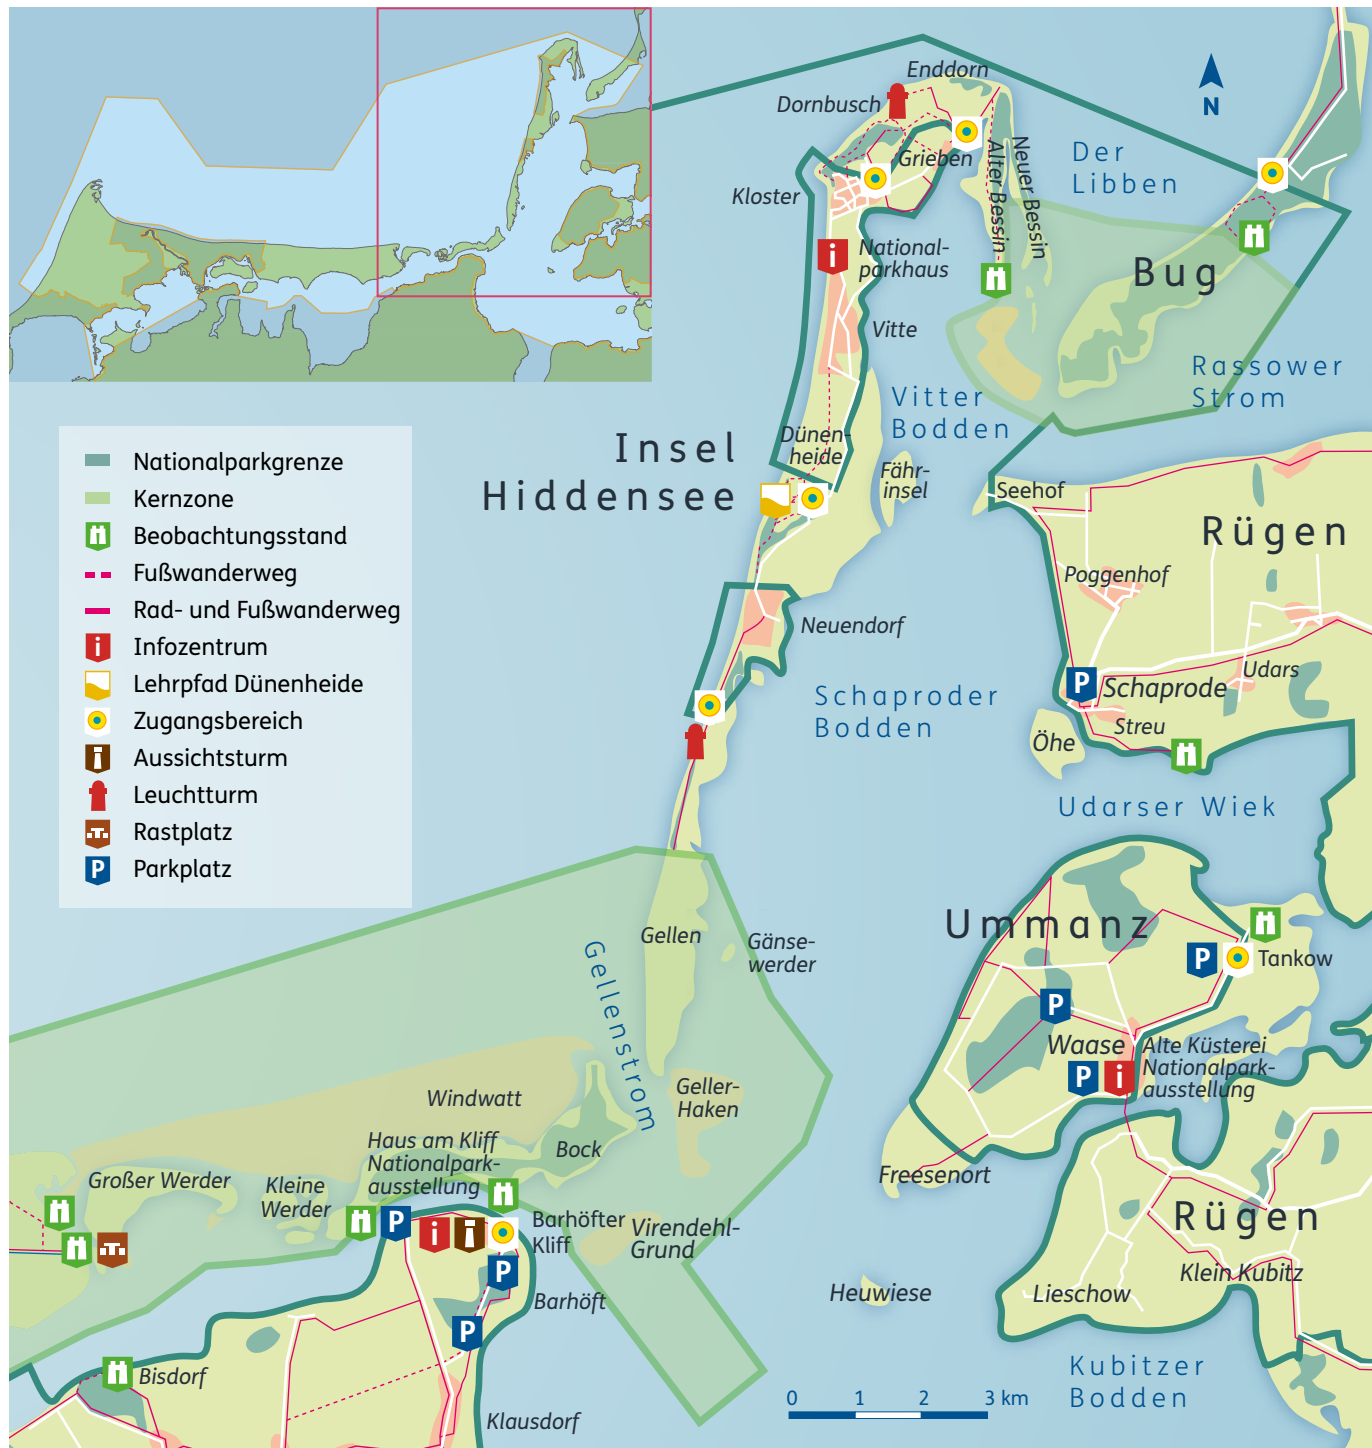 Enddorn
Dornbusch
N
Grieben
Der
Libben
Neuer Bessin
Alter Bessin
Kloster
National-
parkhaus
Bug
Vitte
Rassower
Strom
Vitter
Bodden
Insel
Hiddensee
Dünen-
heide
Fähr-
insel
Seehof
Rügen
Poggenhof
Nationalparkgrenze
Kernzone
Beobachtungsstand
Fußwanderweg
Rad- und Fußwanderweg
i Infozentrum
Lehrpfad Dünenheide
Zugangsbereich
i Aussichtsturm
Leuchtturm
Rastplatz
P Parkplatz
Neuendorf
Udars
P Schaprode
Schaproder
Bodden
Streu
Öhe
Udarser Wiek
Ummanz
Gellen
Gänse-
werder
Gellenstrom
P
Tankow
P
Waase
Alte Küsterei
Nationalpark-
ausstellung
P i
Geller-
Haken
Windwatt
Haus am Kliff
Nationalpark-
ausstellung
Bock
Großer Werder
Kleine
Werder
Freesenort
P i i
Barhöfter
Kliff
Virendehl-
Grund
Rügen
P
Barhöft
Heuwiese
Lieschow
Klein Kubitz
P
Bisdorf
Kubitzer
Bodden
Klausdorf
0 1 2 3 km